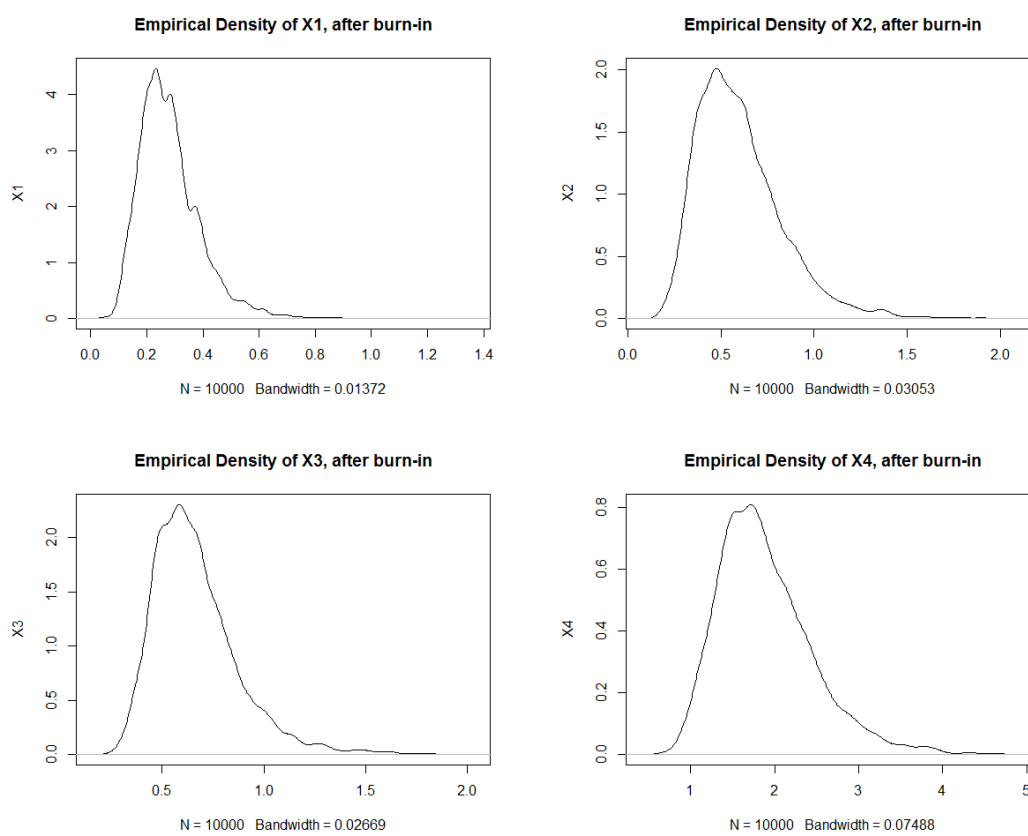 Empirical Density of X1, after burn-in
X1
0 1 2 3 4
0.0 0.2 0.4 0.6 0.8 1.0 1.2 1.4
N = 10000 Bandwidth = 0.01372
Empirical Density of X2, after burn-in
X2
0.0 0.5 1.0 1.5 2.0
0.0 0.5 1.0 1.5 2.0
N = 10000 Bandwidth = 0.03053
Empirical Density of X3, after burn-in
X3
0.0 0.5 1.0 1.5 2.0
0.5 1.0 1.5 2.0
N = 10000 Bandwidth = 0.02669
Empirical Density of X4, after burn-in
X4
0.0 0.2 0.4 0.6 0.8
1 2 3 4 5
N = 10000 Bandwidth = 0.07488